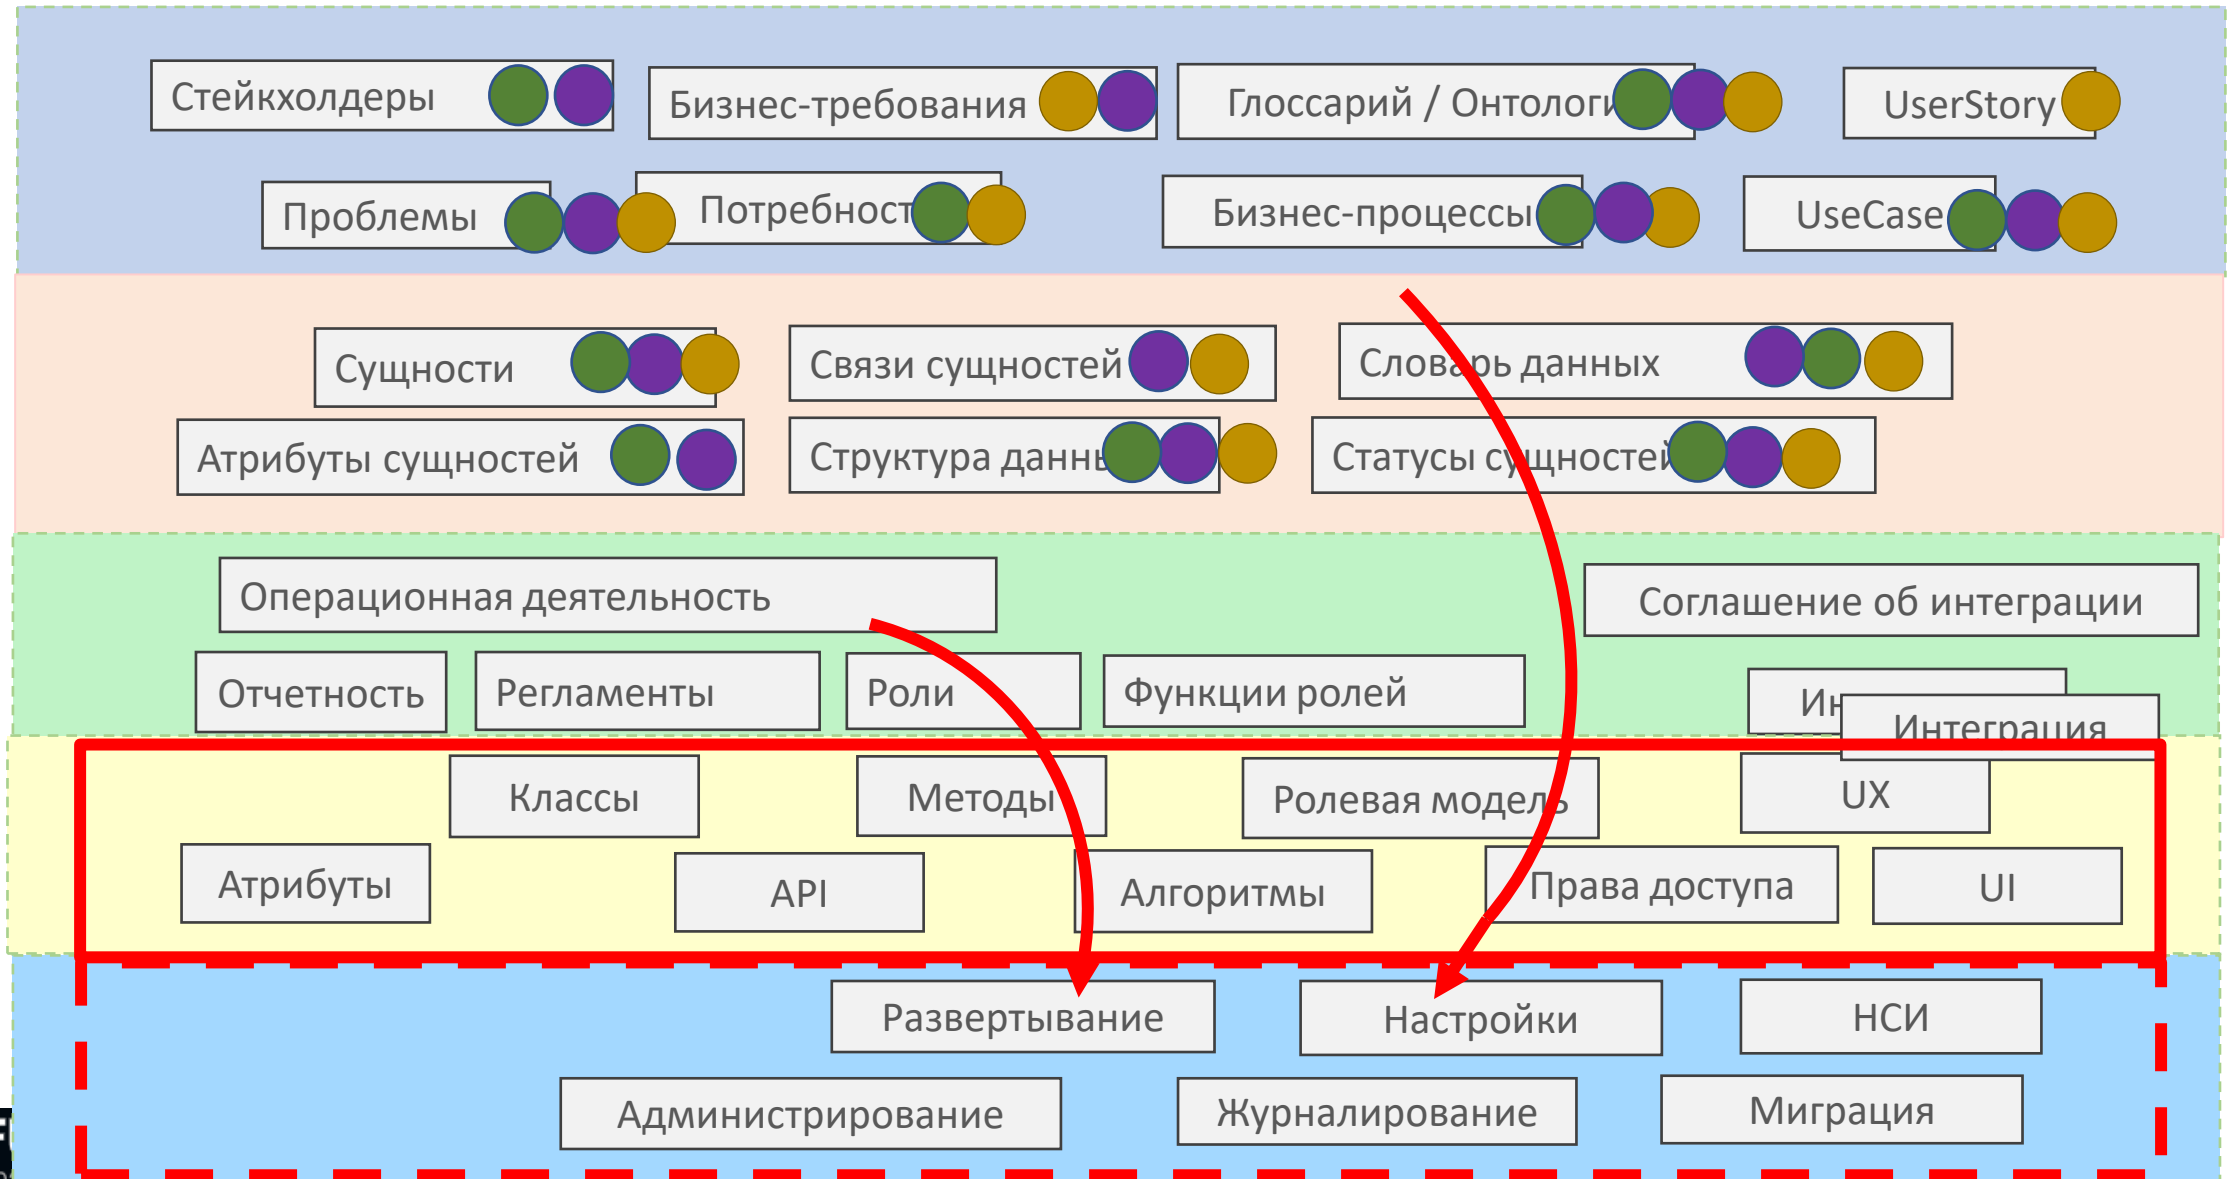 Стейкхолдеры
Бизнес-требования
Глоссарий / Онтологи
UserStory
Проблемы
Потребност
Бизнес-процессы
UseCase
Сущности
Связи сущностей
Словарь данных
Атрибуты сущностей
Структура данны
Статусы сущностей
Операционная деятельность
Соглашение об интеграции
Отчетность
Регламенты
Роли
Функции ролей
Ин
Интеграция
Классы
Методы
Ролевая модель
UX
Атрибуты
API
Алгоритмы
Права доступа
UI
Развертывание
Настройки
НСИ
Администрирование
Журналирование
Миграция